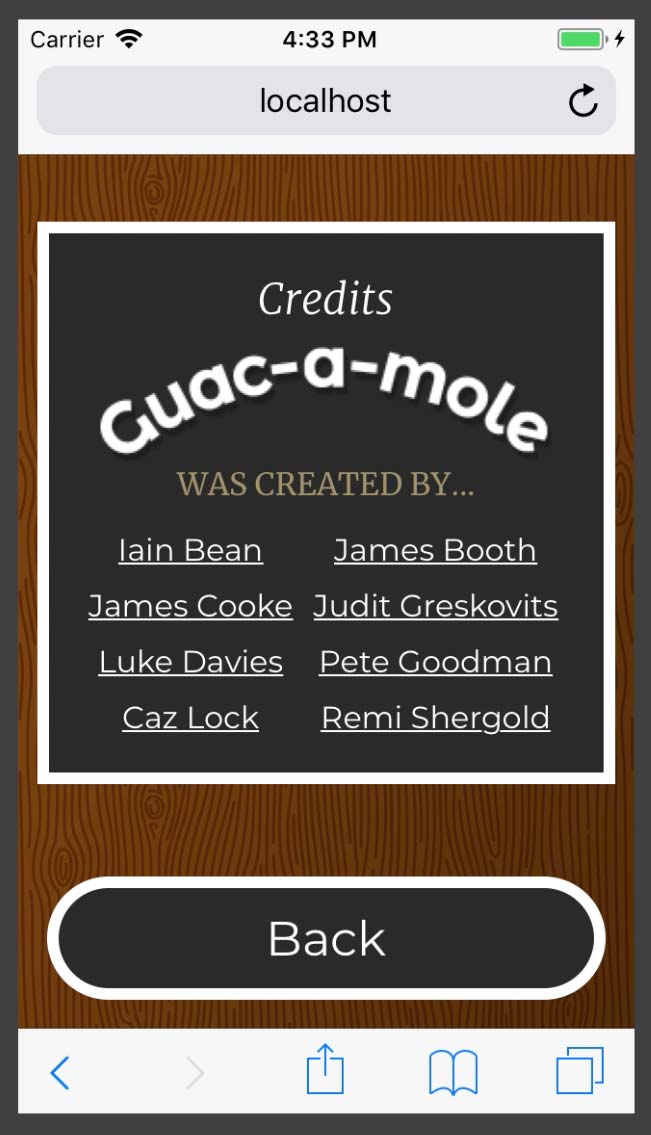 Carrier 4:33 PM
localhost
Credits
Guac-a-mole
WAS CREATED BY...
Iain Bean James Booth
James Cooke Judit Greskovits
Luke Davies Pete Goodman
Caz Lock Remi Shergold
Back